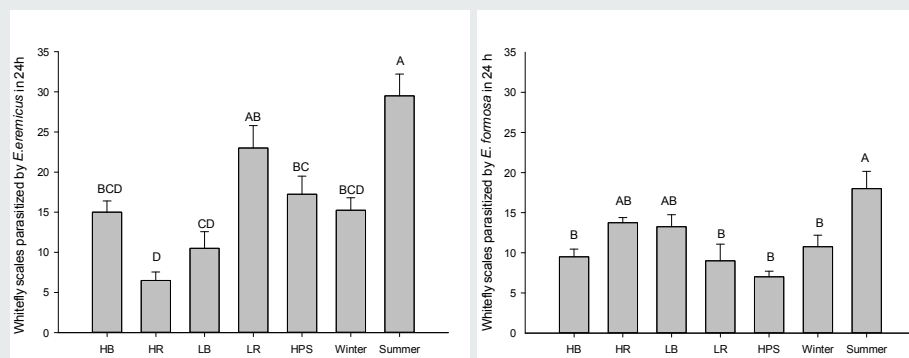 Whitefly scales parasitized by E.eremicus in 24h
35
30
25
20
15
10
5
0
BCD
D
CD
AB
BC
BCD
A
HB HR LB LR HPS Winter Summer
Whitefly scales parasitized by E. formosa in 24 h
35
30
25
20
15
10
5
0
B
AB
AB
B
B
B
A
HB HR LB LR HPS Winter Summer